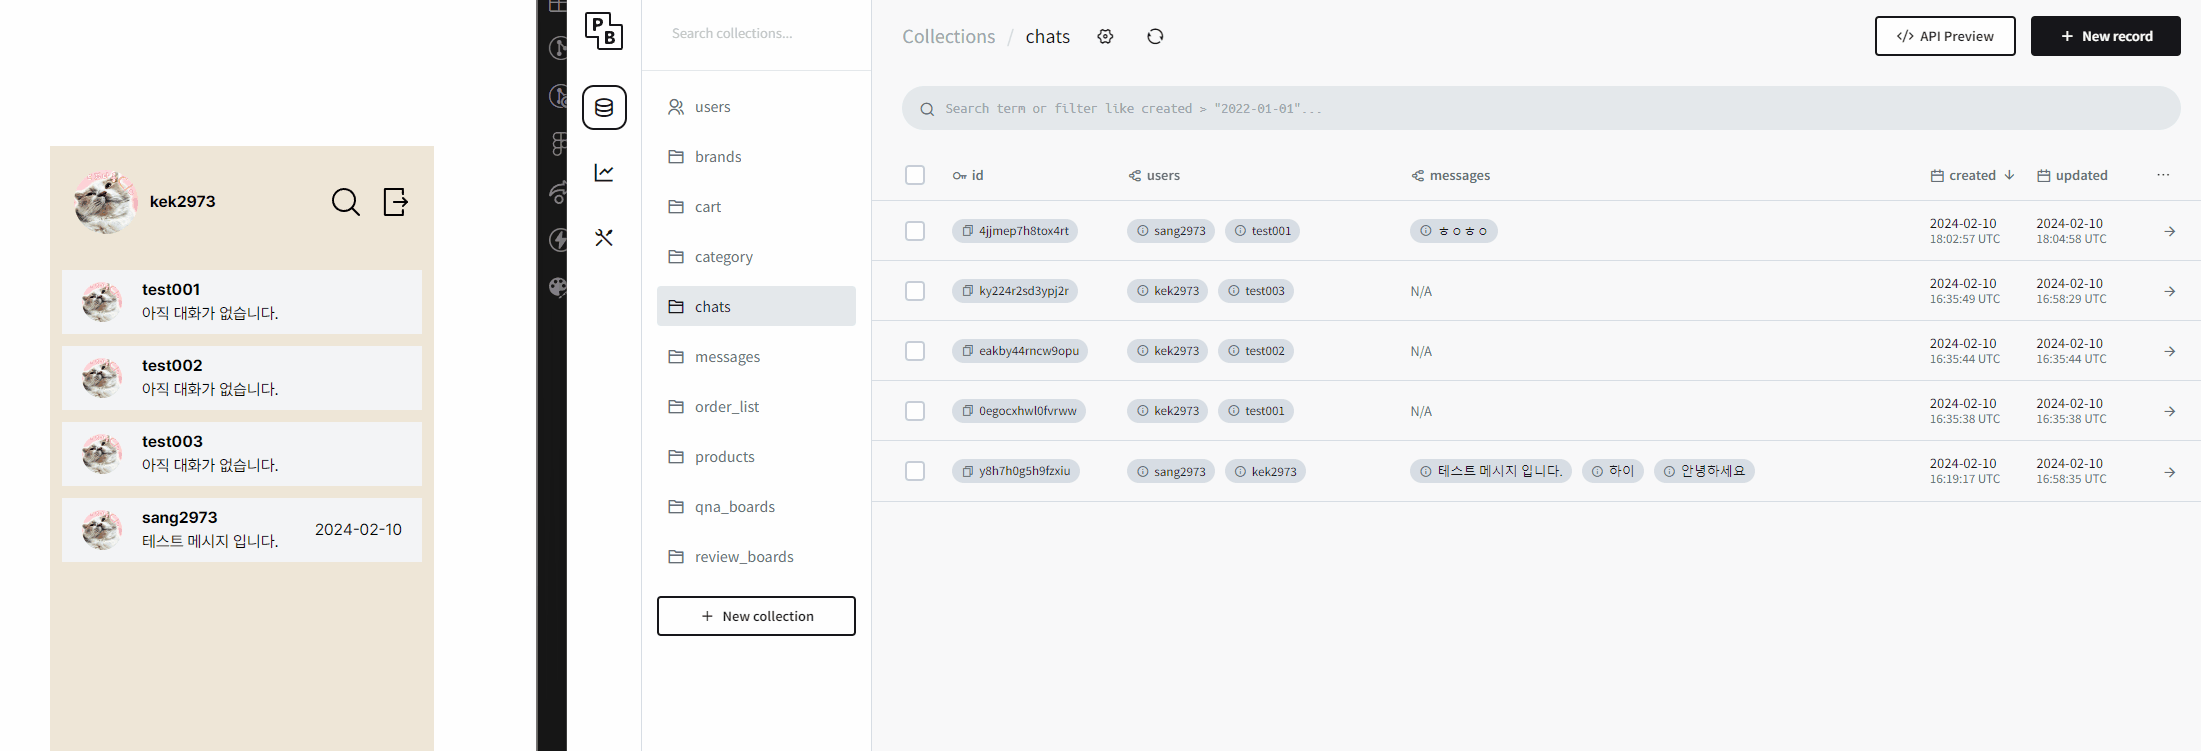 kek2973
test001
아직 대화가 없습니다.
test002
아직 대화가 없습니다.
test003
아직 대화가 없습니다.
sang2973
테스트 메시지 입니다.
2024-02-10
P
B
Search collections...
users
brands
cart
category
chats
messages
order_list
products
qna_boards
review_boards
+ New collection
Collections / chats
</> API Preview
+ New record
Search term or filter like created > "2022-01-01"...
id users messages created updated ...
4jjmep7h8tox4rt sang2973 test001 ㅎㅇㅎㅇ 2024-02-10 2024-02-10
18:02:57 UTC 18:04:58 UTC
ky224r2sd3ypj2r kek2973 test003 N/A 2024-02-10 2024-02-10
16:35:49 UTC 16:58:29 UTC
eakby44rncw9opu kek2973 test002 N/A 2024-02-10 2024-02-10
16:35:44 UTC 16:35:44 UTC
0egocxhwl0fvrww kek2973 test001 N/A 2024-02-10 2024-02-10
16:35:38 UTC 16:35:38 UTC
y8h7h0g5h9fzxiu sang2973 kek2973 테스트 메시지 입니다. 하이 안녕하세요 2024-02-10 2024-02-10
16:19:17 UTC 16:58:35 UTC